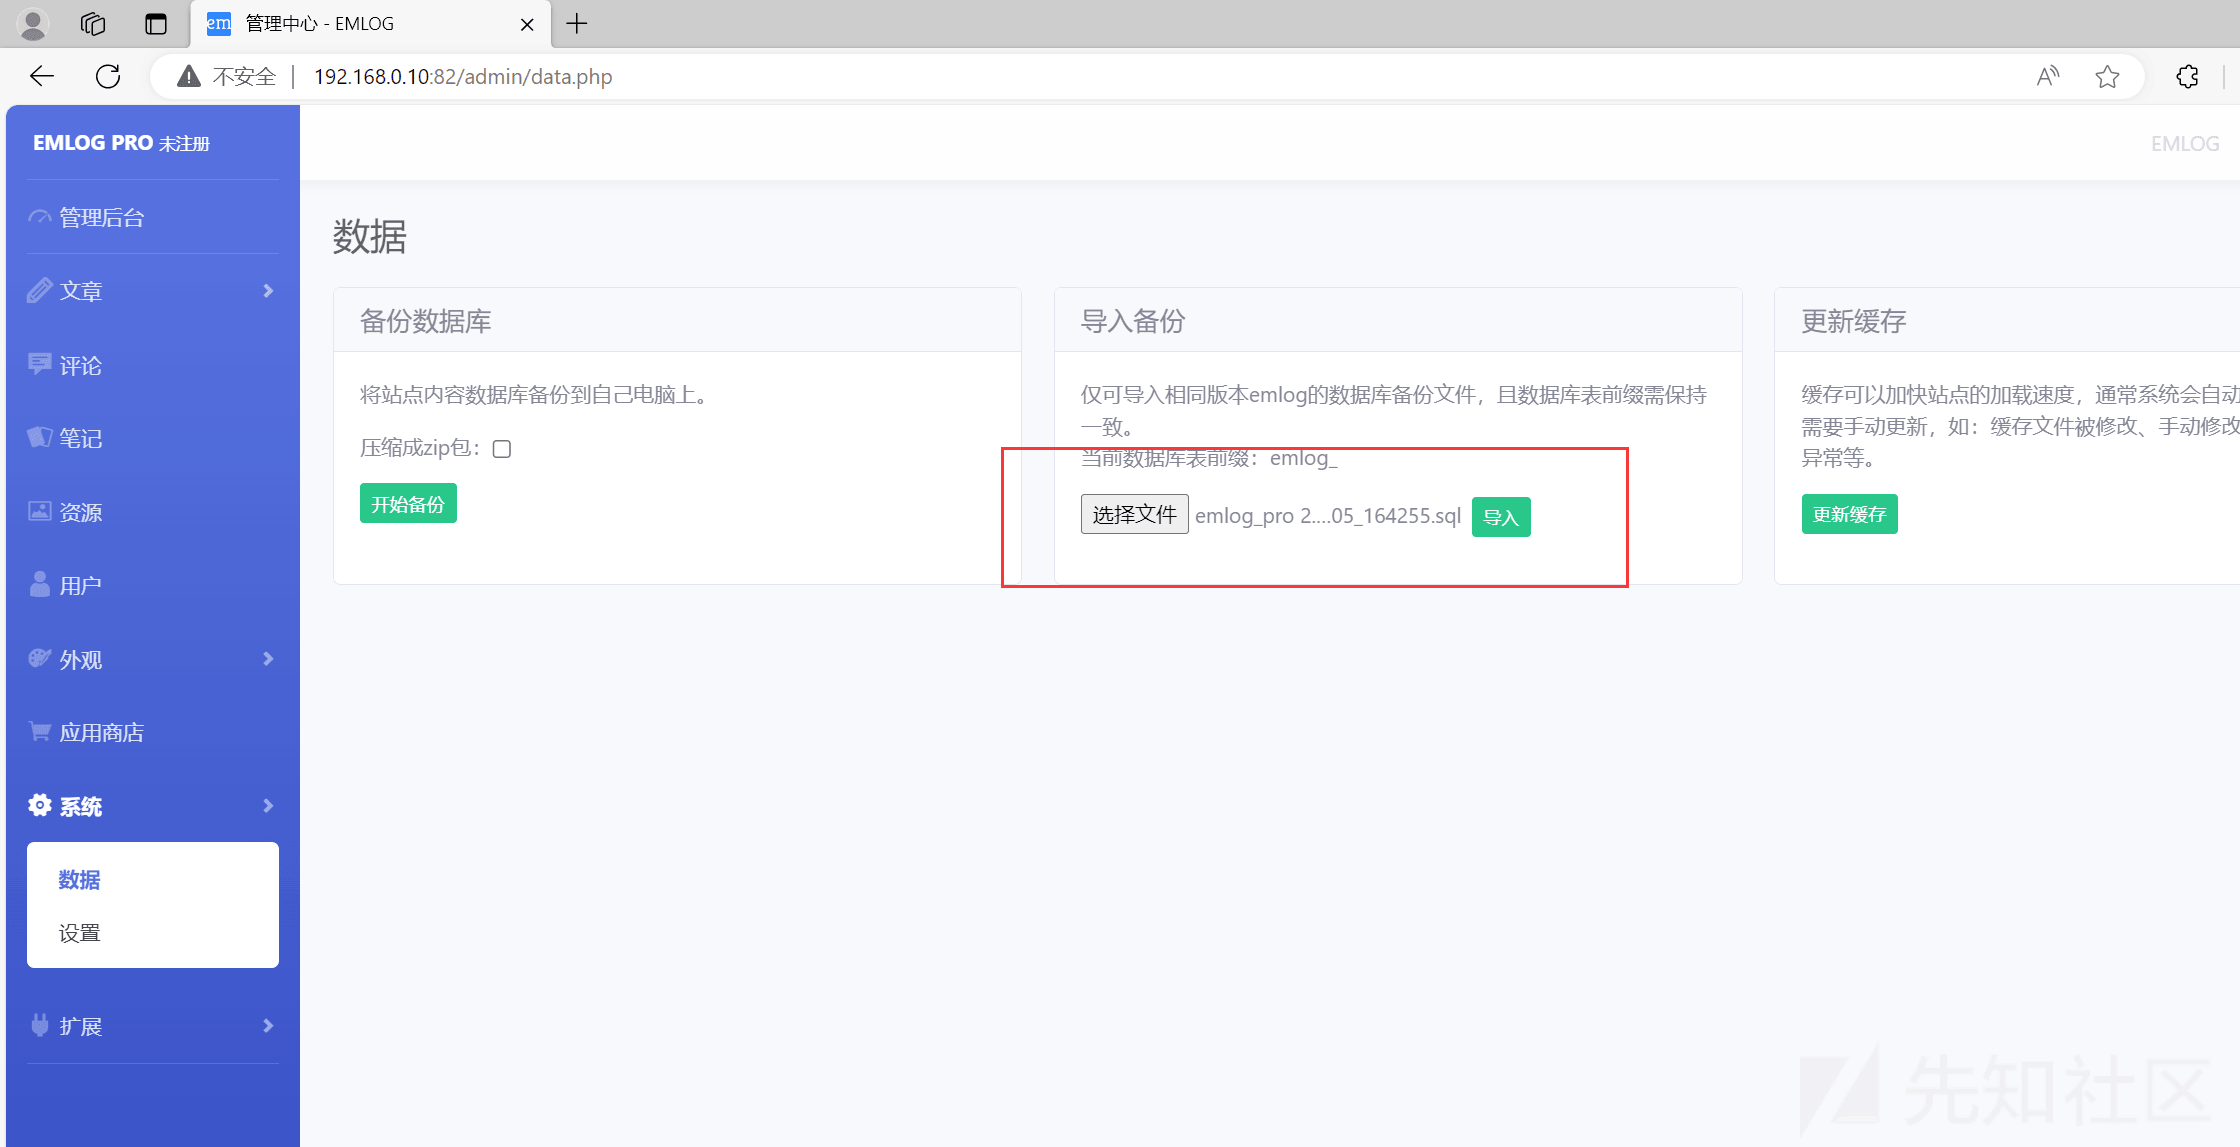 管理中心 - EMLOG
不安全 | 192.168.0.10:82/admin/data.php
EMLOG PRO 未注册
EMLOG
管理后台
文章
评论
笔记
资源
用户
外观
应用商店
系统
数据
设置
扩展
数据
备份数据库
将站点内容数据库备份到自己电脑上。
压缩成zip包：
开始备份
导入备份
仅可导入相同版本emlog的数据库备份文件，且数据库表前缀需保持
一致。
当前数据库表前缀：emlog_
选择文件 emlog_pro 2....05_164255.sql 导入
更新缓存
缓存可以加快站点的加载速度，通常系统会自动
需要手动更新，如：缓存文件被修改、手动修改
异常等。
更新缓存
先知社区